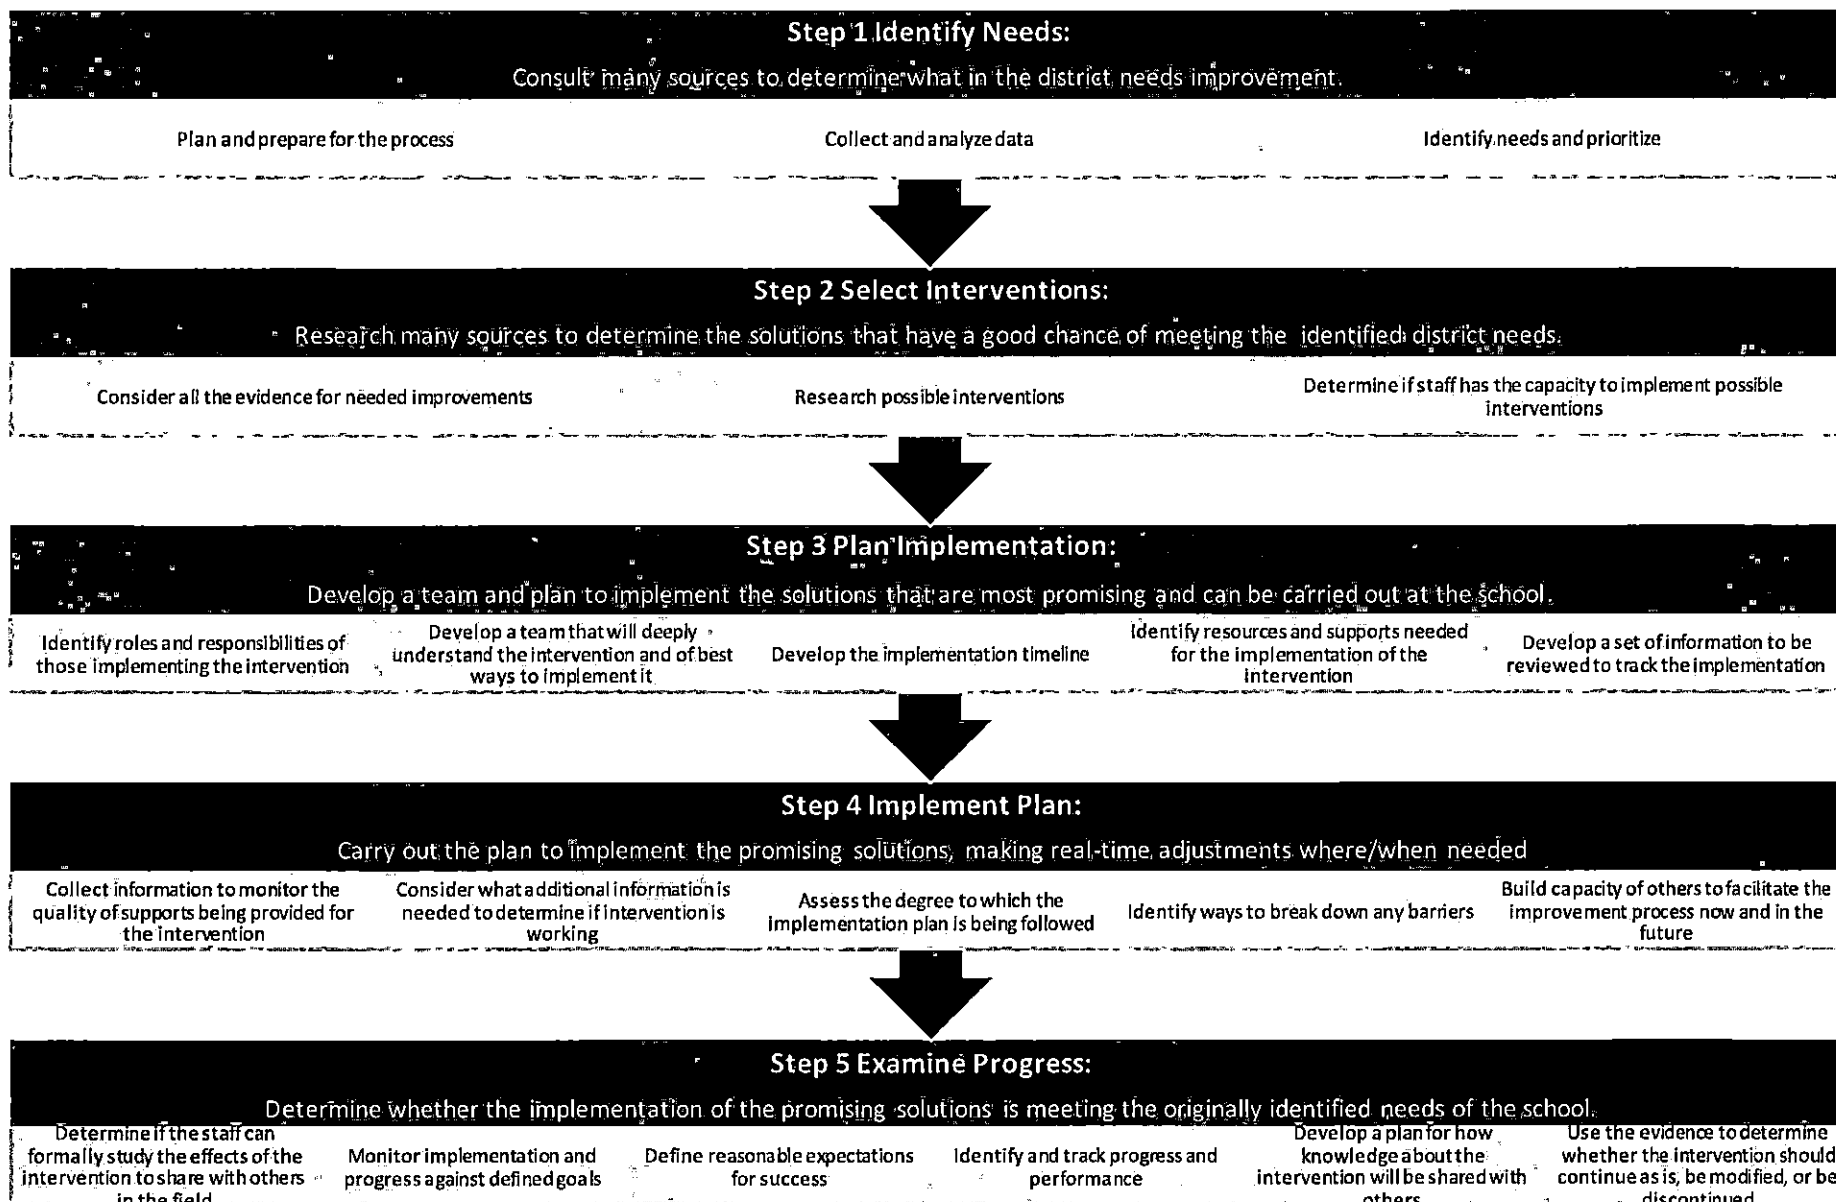 Step 1 Identify Needs:
Consult many sources to determine what in the district needs improvement.
Plan and prepare for the process
Collect and analyze data
Identify needs and prioritize
Step 2 Select Interventions:
Research many sources to determine the solutions that have a good chance of meeting the identified district needs.
Consider all the evidence for needed improvements
Research possible interventions
Determine if staff has the capacity to implement possible
interventions
Step 3 Plan Implementation:
Develop a team and plan to implement the solutions that are most promising and can be carried out at the school.
Identify roles and responsibilities of
those implementing the intervention
Develop a team that will deeply
understand the intervention and of best
ways to implement it
Develop the implementation timeline
Identify resources and supports needed
for the implementation of the
intervention
Develop a set of information to be
reviewed to track the implementation
Step 4 Implement Plan:
Carry out the plan to implement the promising solutions, making real-time adjustments where/when needed
Collect information to monitor the
quality of supports being provided for
the intervention
Consider what additional information is
needed to determine if intervention is
working
Assess the degree to which the
implementation plan is being followed
Identify ways to break down any barriers
Build capacity of others to facilitate the
improvement process now and in the
future
Step 5 Examine Progress:
Determine whether the implementation of the promising solutions is meeting the originally identified needs of the school.
Determine if the staff can
formally study the effects of the
intervention to share with others
in the field
Monitor implementation and
progress against defined goals
Define reasonable expectations
for success
Identify and track progress and
performance
Develop a plan for how
knowledge about the
intervention will be shared with
others
Use the evidence to determine
whether the intervention should
continue as is, be modified, or be
discontinued